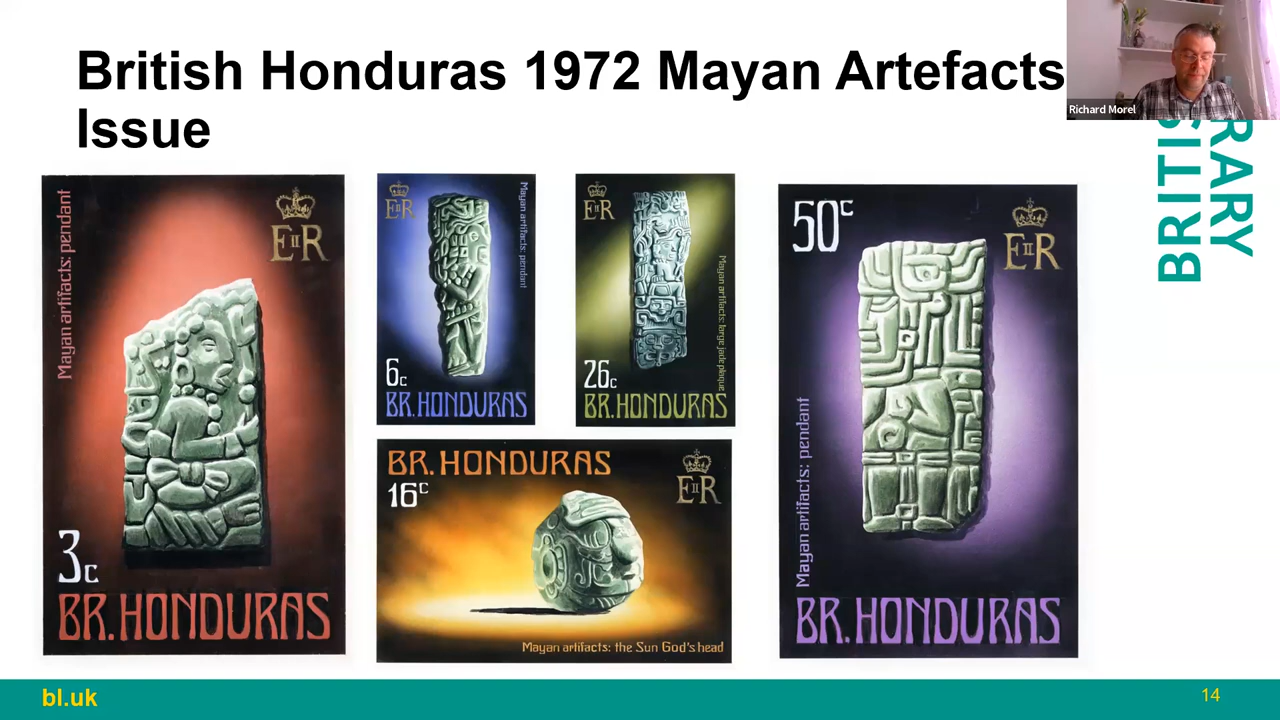 British Honduras 1972 Mayan Artefacts
Issue
Richard Morel
BRITIS
RARY
Mayan artifacts: pendant
EIIR
3c
BR. HONDURAS
EIIR
Mayan artifacts: pendant
6c
BR. HONDURAS
EIIR
Mayan artifacts: large jade plaque
26c
BR. HONDURAS
BR. HONDURAS
16c
EIIR
Mayan artifacts: the Sun God's head
50c
EIIR
Mayan artifacts: pendant
BR. HONDURAS
bl.uk
14